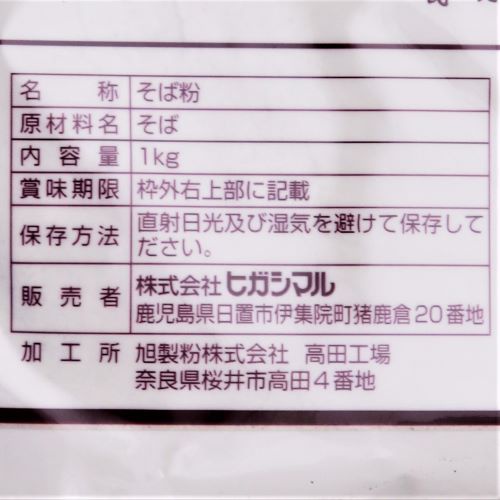 名称 そば粉
原材料名 そば
内容量 1kg
賞味期限 枠外右上部に記載
保存方法 直射日光及び湿気を避けて保存して
ださい。
販売者 株式会社ヒガシマル
鹿児島県日置市伊集院町猪鹿倉20番地
加工所 旭製粉株式会社 高田工場
奈良県桜井市高田4番地